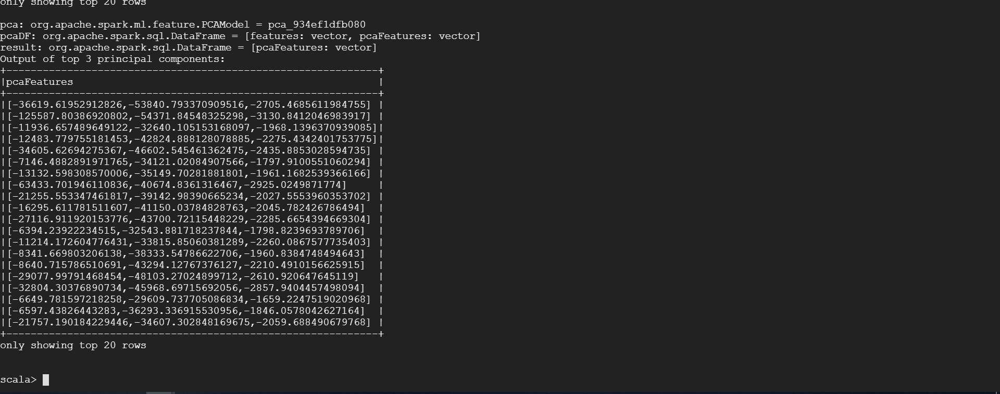 only showing top 20 rows
pca: org.apache.spark.ml.feature.PCAModel = pca_934ef1dfb080
pcaDF: org.apache.spark.sql.DataFrame = [features: vector, pcaFeatures: vector]
result: org.apache.spark.sql.DataFrame = [pcaFeatures: vector]
Output of top 3 principal components:
+-------------------------------------------------------------+
|pcaFeatures                                                  |
+-------------------------------------------------------------+
|[-36619.61952912826,-53840.793370909516,-2705.4685611984755] |
|[-125587.80386920802,-54371.84548325298,-3130.8412046983917] |
|[-11936.657489649122,-32640.105153168097,-1968.1396370939085]|
|[-12483.779755181453,-42824.888128078885,-2275.4342401753775]|
|[-34605.62694275367,-46602.545461362475,-2435.8853028594735] |
|[-7146.4882891971765,-34121.02084907566,-1797.9100551060294] |
|[-13132.598308570006,-35149.70281881801,-1961.1682539366166] |
|[-63433.701946110836,-40674.8361316467,-2925.0249871774]     |
|[-21255.553347461817,-39142.98390665234,-2027.5553960353702] |
|[-16295.611781511607,-41150.03784828763,-2045.782426786494]  |
|[-27116.911920153776,-43700.72115448229,-2285.6654394669304] |
|[-6394.23922234515,-32543.881718237844,-1798.8239693789706]  |
|[-11214.172604776431,-33815.85060381289,-2260.0867577735403] |
|[-8341.669803206138,-38333.54786622706,-1960.8384748494643]  |
|[-8640.715786510691,-43294.12767376127,-2210.4910156625915]  |
|[-29077.99791468454,-48103.27024899712,-2610.920647645119]   |
|[-32804.30376890734,-45968.69715692056,-2857.9404457498094]  |
|[-6649.781597218258,-29609.737705086834,-1659.2247519020968] |
|[-6597.43826443283,-36293.336915530956,-1846.0578042627164]  |
|[-21757.190184229446,-34607.302848169675,-2059.688490679768] |
+-------------------------------------------------------------+
only showing top 20 rows
scala>